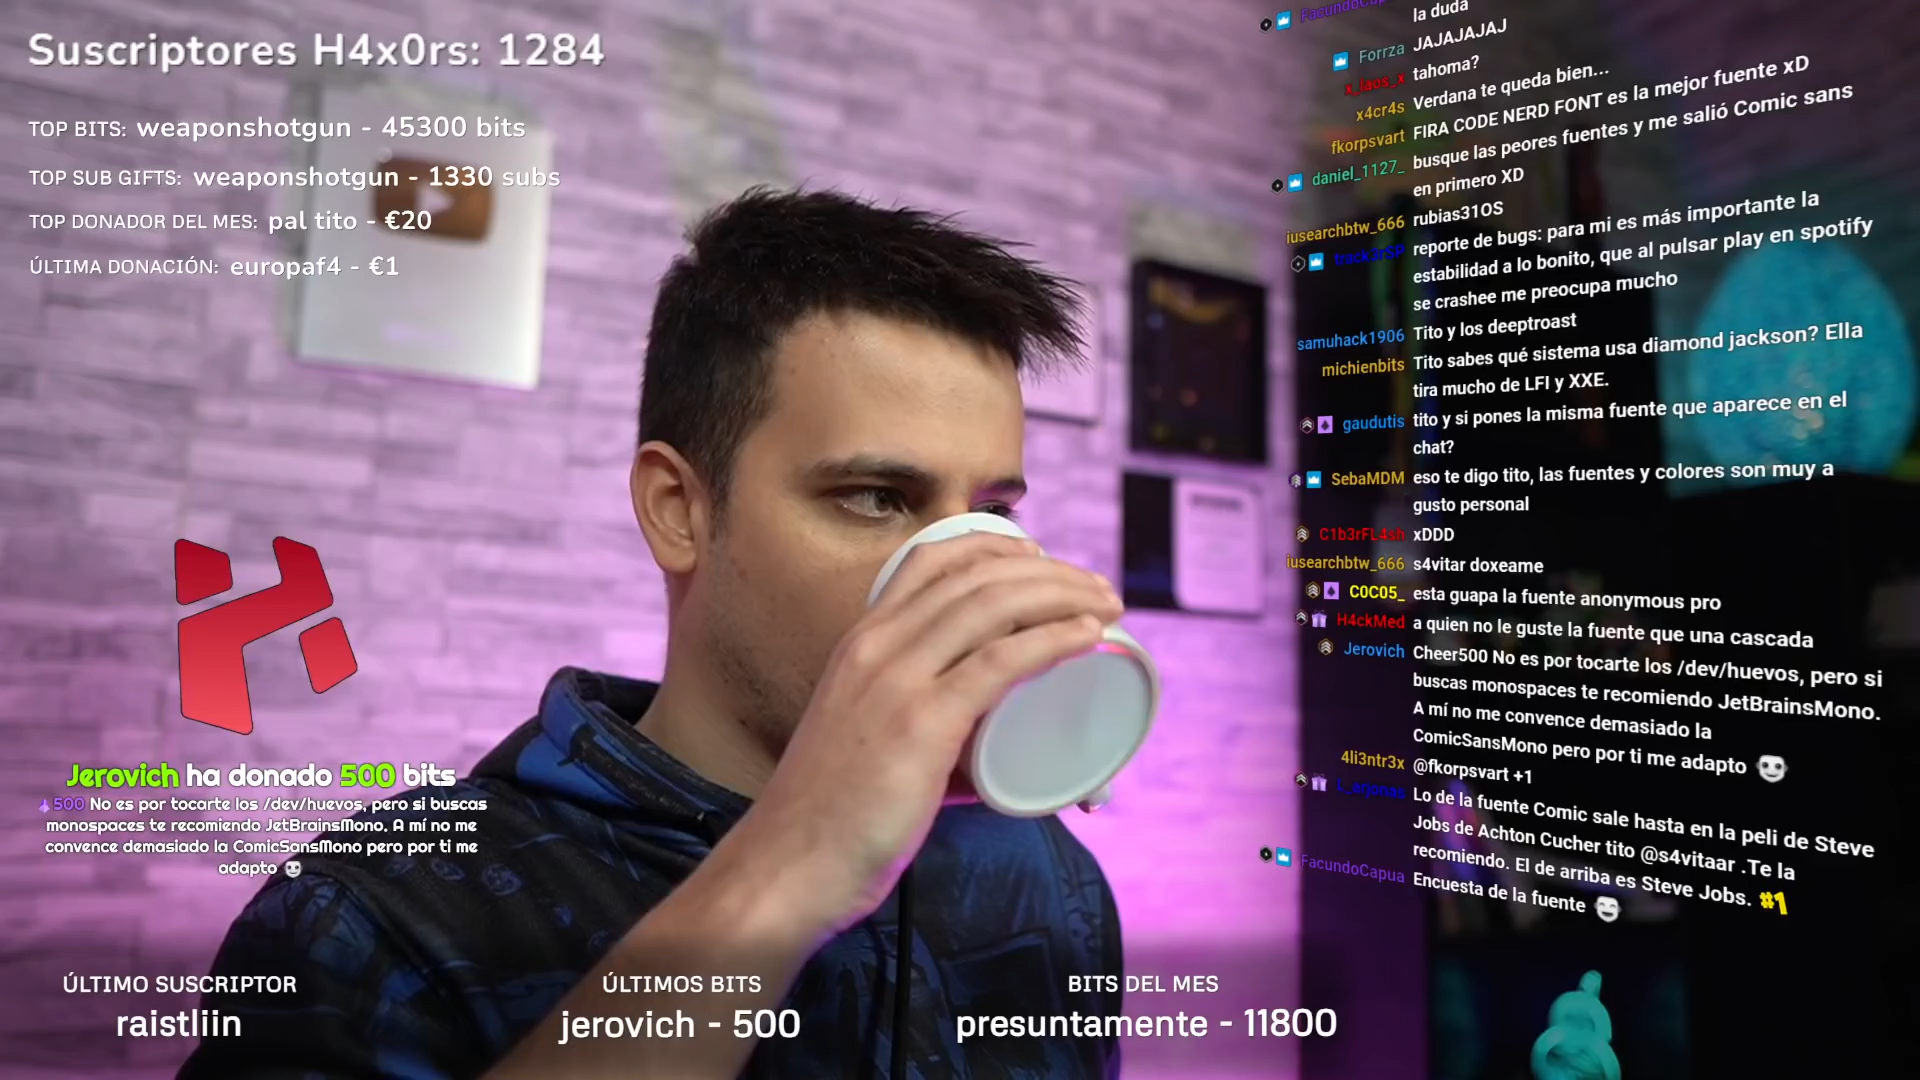 Suscriptores H4x0rs: 1284
TOP BITS: weaponshotgun - 45300 bits
TOP SUB GIFTS: weaponshotgun - 1330 subs
TOP DONADOR DEL MES: pal tito - €20
ÚLTIMA DONACIÓN: europaf4 - €1
Jerovich ha donado 500 bits
500 No es por tocarte los /dev/huevos, pero si buscas
monospaces te recomiendo JetBrainsMono. A mí no me
convence demasiado la ComicSansMono pero por ti me
adapto
ÚLTIMO SUSCRIPTOR
raistliin
ÚLTIMOS BITS
jerovich - 500
BITS DEL MES
presuntamente - 11800
la duda
Forrza JAJAJAJAJ
x_lacs_x tahoma?
x4cr4s Verdana te queda bien...
fkorpsvart FIRA CODE NERD FONT es la mejor fuente xD
daniel_1127_ busque las peores fuentes y me salió Comic sans
en primero XD
iusearchbtw_666 rubias31OS
track3rSP reporte de bugs: para mi es más importante la
estabilidad a lo bonito, que al pulsar play en spotify
se crashee me preocupa mucho
samuhack1906 Tito y los deeptroast
michienbits Tito sabes qué sistema usa diamond jackson? Ella
tira mucho de LFI y XXE.
gaudutis tito y si pones la misma fuente que aparece en el
chat?
SebaMDM eso te digo tito, las fuentes y colores son muy a
gusto personal
C1b3rFL4sh xDDD
iusearchbtw_666 s4vitar doxeame
C0C05_ esta guapa la fuente anonymous pro
H4ckMed a quien no le guste la fuente que una cascada
Jerovich Cheer500 No es por tocarte los /dev/huevos, pero si
buscas monospaces te recomiendo JetBrainsMono.
A mí no me convence demasiado la
ComicSansMono pero por ti me adapto
4li3ntr3x @fkorpsvart +1
L_arjonas Lo de la fuente Comic sale hasta en la peli de Steve
Jobs de Achton Cucher tito @s4vitaar .Te la
recomiendo. El de arriba es Steve Jobs. #1
FacundoCapua Encuesta de la fuente